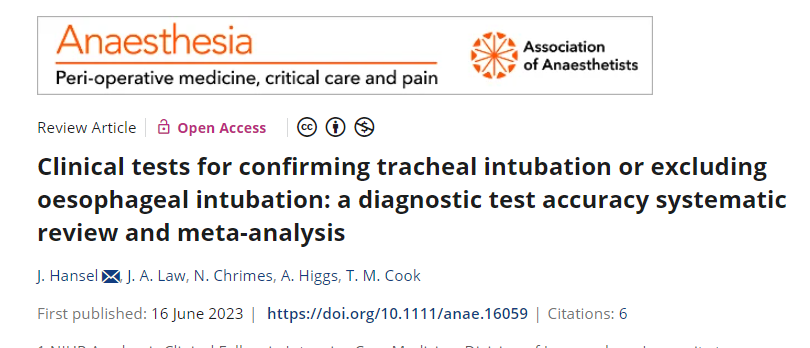 Anaesthesia
Peri-operative medicine, critical care and pain
Association
of Anaesthetists
Review Article
Open Access
cc
Clinical tests for confirming tracheal intubation or excluding
oesophageal intubation: a diagnostic test accuracy systematic
review and meta-analysis
J. Hansel, J. A. Law, N. Chrimes, A. Higgs, T. M. Cook
First published: 16 June 2023 | https://doi.org/10.1111/anae.16059 | Citations: 6